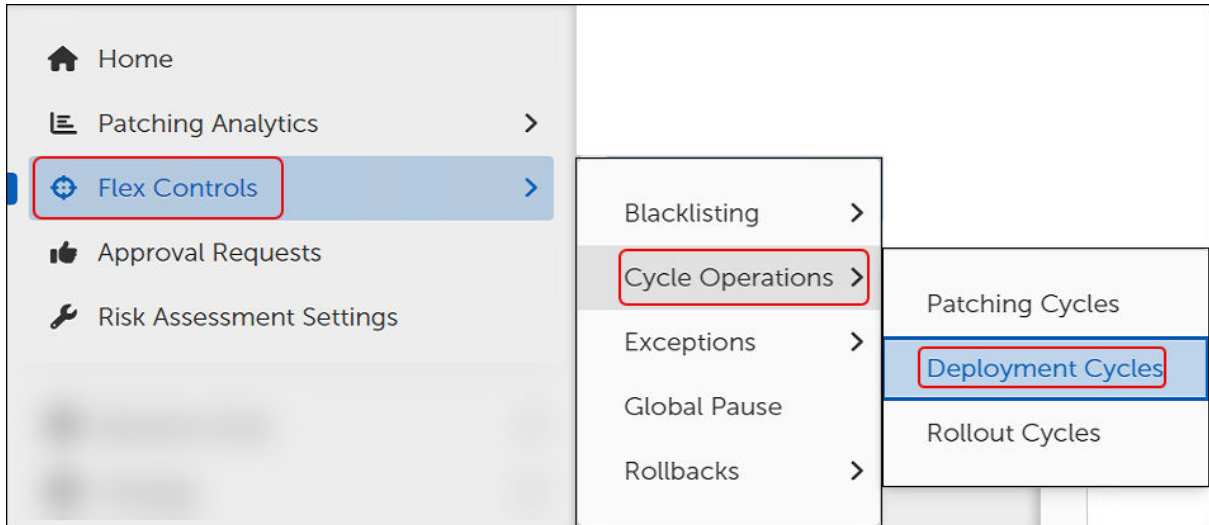 Home
Patching Analytics
Flex Controls
Approval Requests
Risk Assessment Settings
Blacklisting
Cycle Operations
Exceptions
Global Pause
Rollbacks
Patching Cycles
Deployment Cycles
Rollout Cycles